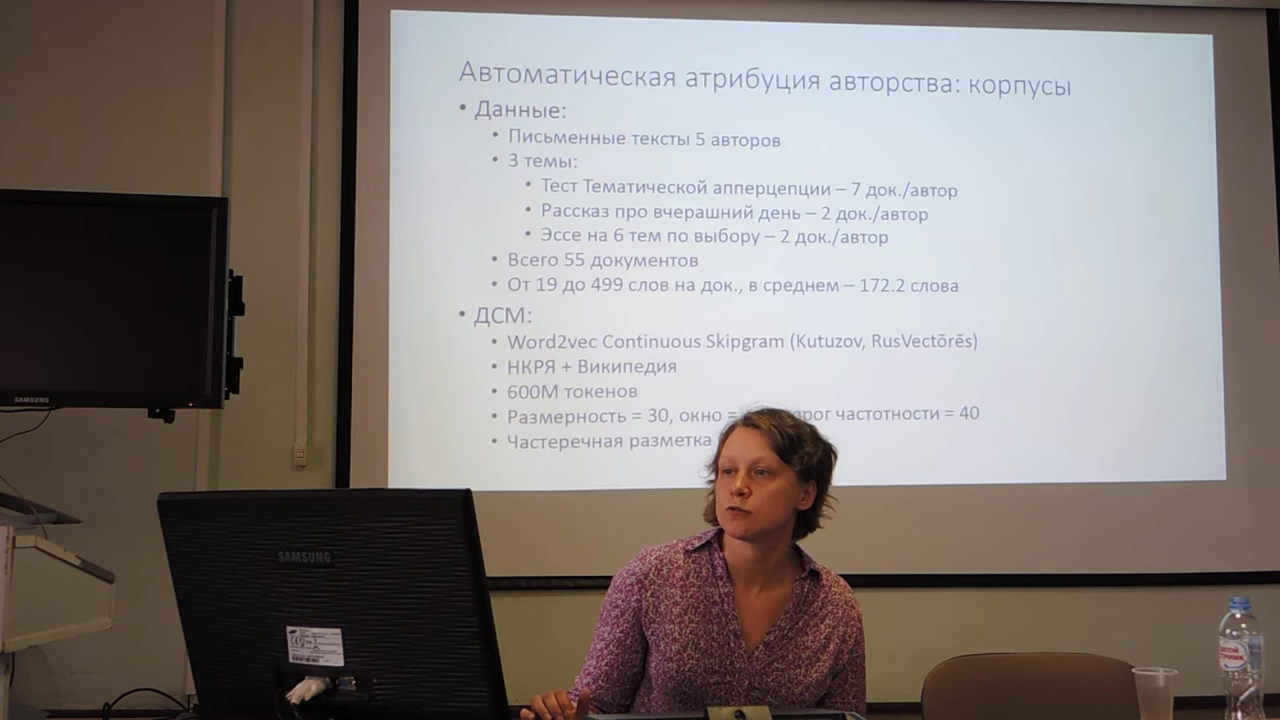 Автоматическая атрибуция авторства: корпусы
• Данные:
• Письменные тексты 5 авторов
• 3 темы:
• Тест Тематической апперцепции – 7 док./автор
• Рассказ про вчерашний день – 2 док./автор
• Эссе на 6 тем по выбору – 2 док./автор
• Всего 55 документов
• От 19 до 499 слов на док., в среднем – 172.2 слова
• ДСМ:
• Word2vec Continuous Skipgram (Kutuzov, RusVectōrēs)
• НКРЯ + Википедия
• 600М токенов
• Размерность = 30, окно = частотности = 40
• Частеречная разметка
SAMSUNG
SAMSUNG